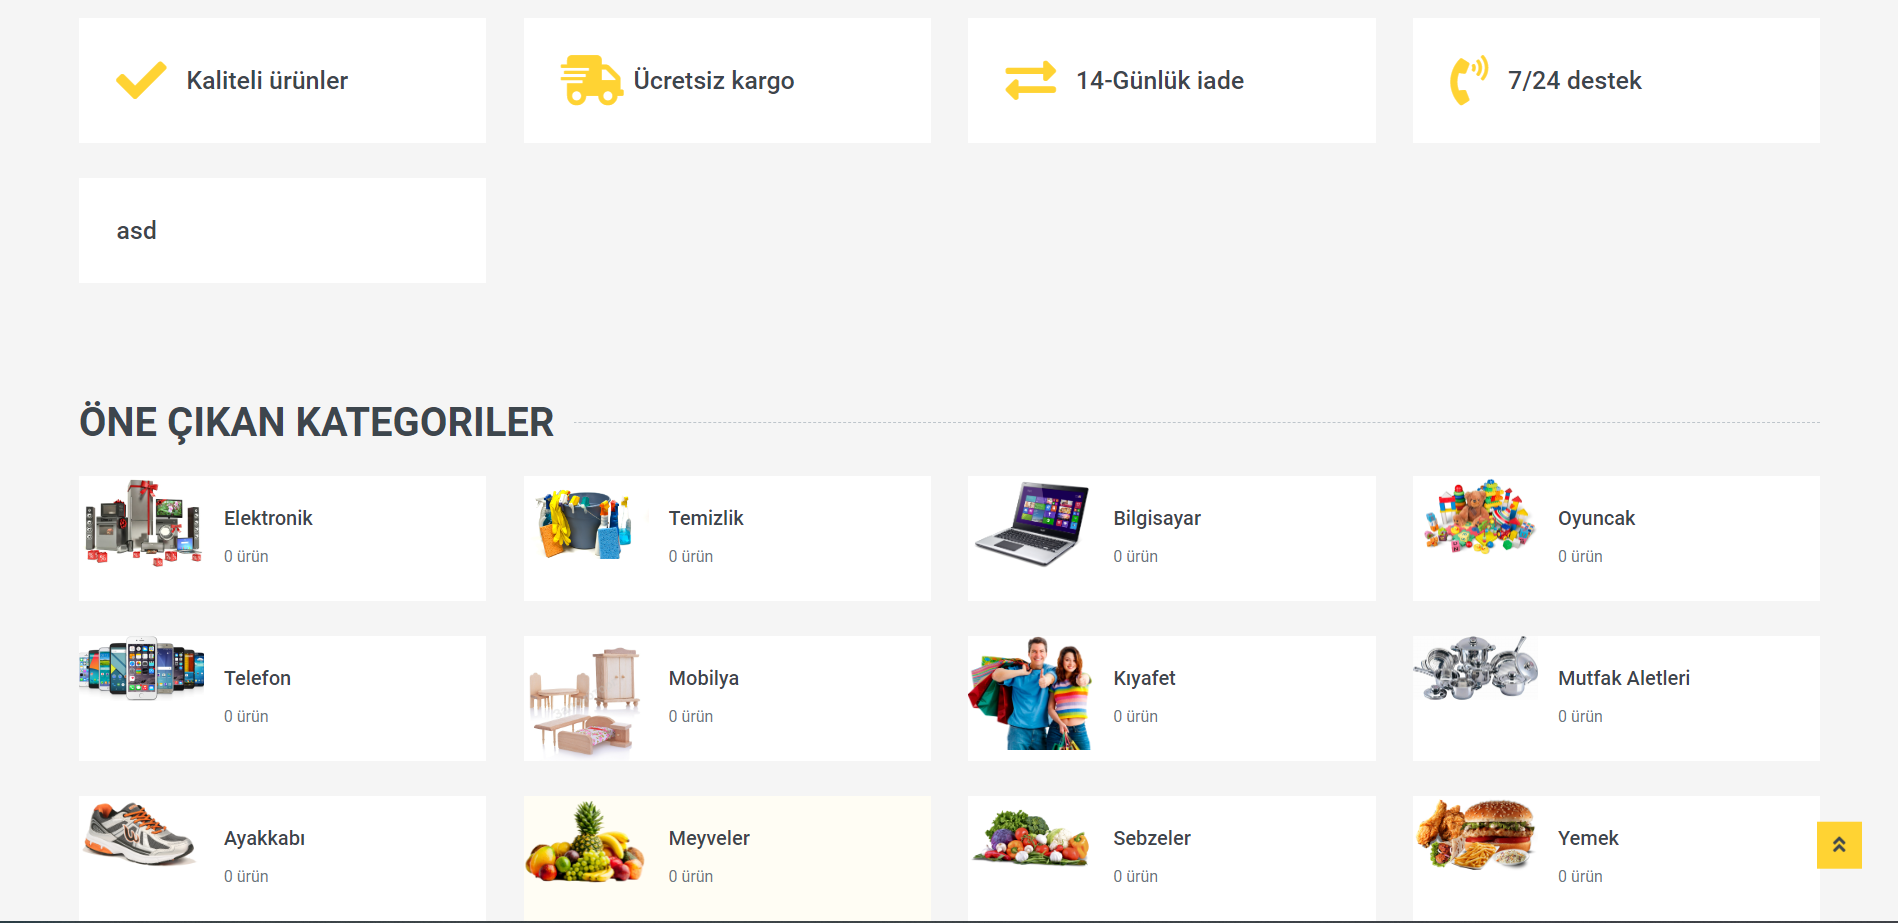 Kaliteli ürünler
Ücretsiz kargo
14-Günlük iade
7/24 destek
asd
ÖNE ÇIKAN KATEGORILER
Elektronik
0 ürün
Temizlik
0 ürün
Bilgisayar
0 ürün
Oyuncak
0 ürün
Telefon
0 ürün
Mobilya
0 ürün
Kıyafet
0 ürün
Mutfak Aletleri
0 ürün
Ayakkabı
0 ürün
Meyveler
0 ürün
Sebzeler
0 ürün
Yemek
0 ürün